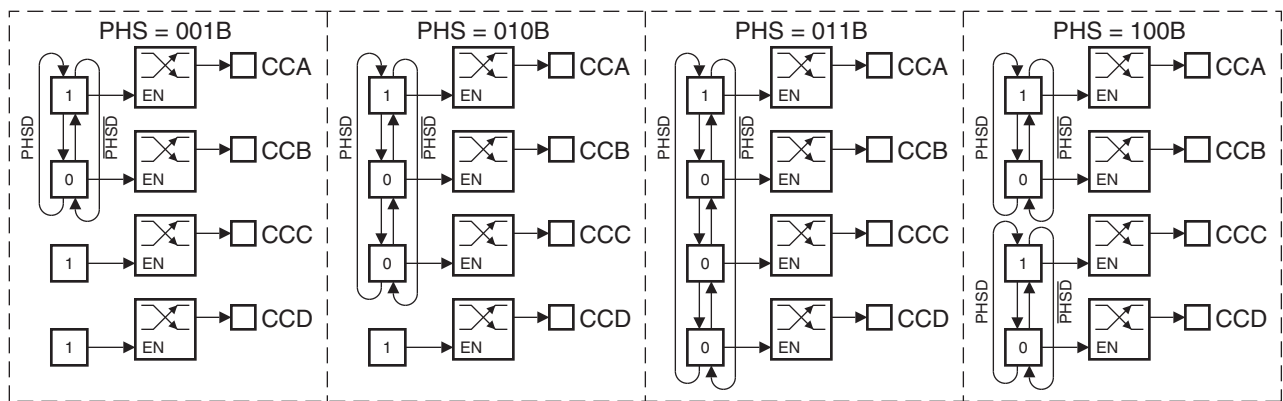 PHS = 001B
PHSD
1
0
PHSD
EN
CCA
EN
CCB
1
EN
CCC
1
EN
CCD
PHS = 010B
PHSD
1
0
0
PHSD
EN
CCA
EN
CCB
EN
CCC
1
EN
CCD
PHS = 011B
PHSD
1
0
0
0
PHSD
EN
CCA
EN
CCB
EN
CCC
EN
CCD
PHS = 100B
PHSD
1
0
PHSD
EN
CCA
EN
CCB
PHSD
1
0
PHSD
EN
CCC
EN
CCD